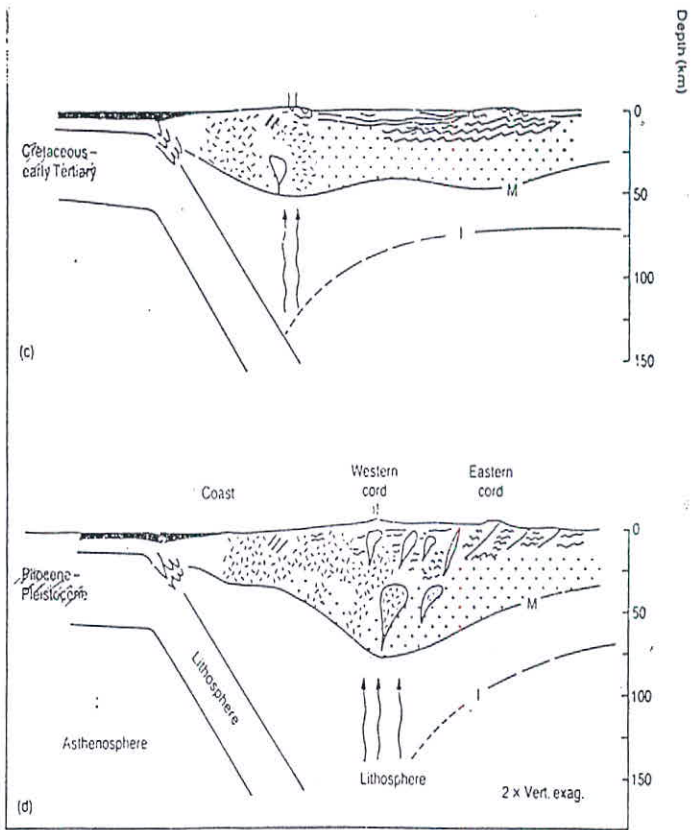 Depth (km)
0
Cretaceous –
early Tertiary
M
50
I
100
(c)
150
Western
cord
Eastern
cord
Coast
0
Pliocene –
Pleistocene
M
50
Lithosphere
I
100
Asthenosphere
Lithosphere
150
2 x Vert. exag.
(d)